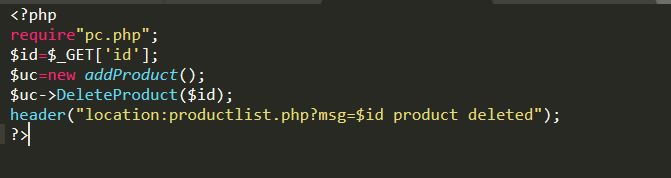 <?php
require"pc.php";
$id=$_GET['id'];
$uc=new addProduct();
$uc->DeleteProduct($id);
header("location:productlist.php?msg=$id product deleted");
?>